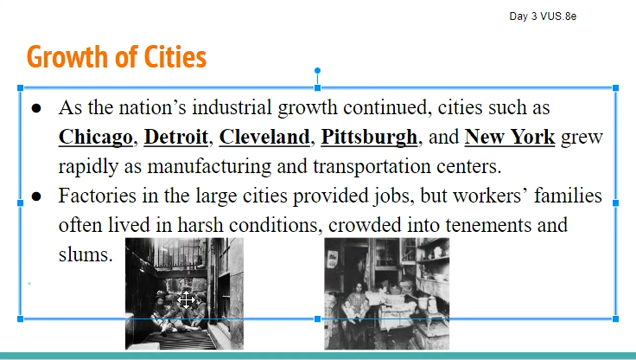 Day 3 VUS.8e
Growth of Cities
● As the nation’s industrial growth continued, cities such as
Chicago, Detroit, Cleveland, Pittsburgh, and New York grew
rapidly as manufacturing and transportation centers.
● Factories in the large cities provided jobs, but workers’ families
often lived in harsh conditions, crowded into tenements and
slums.